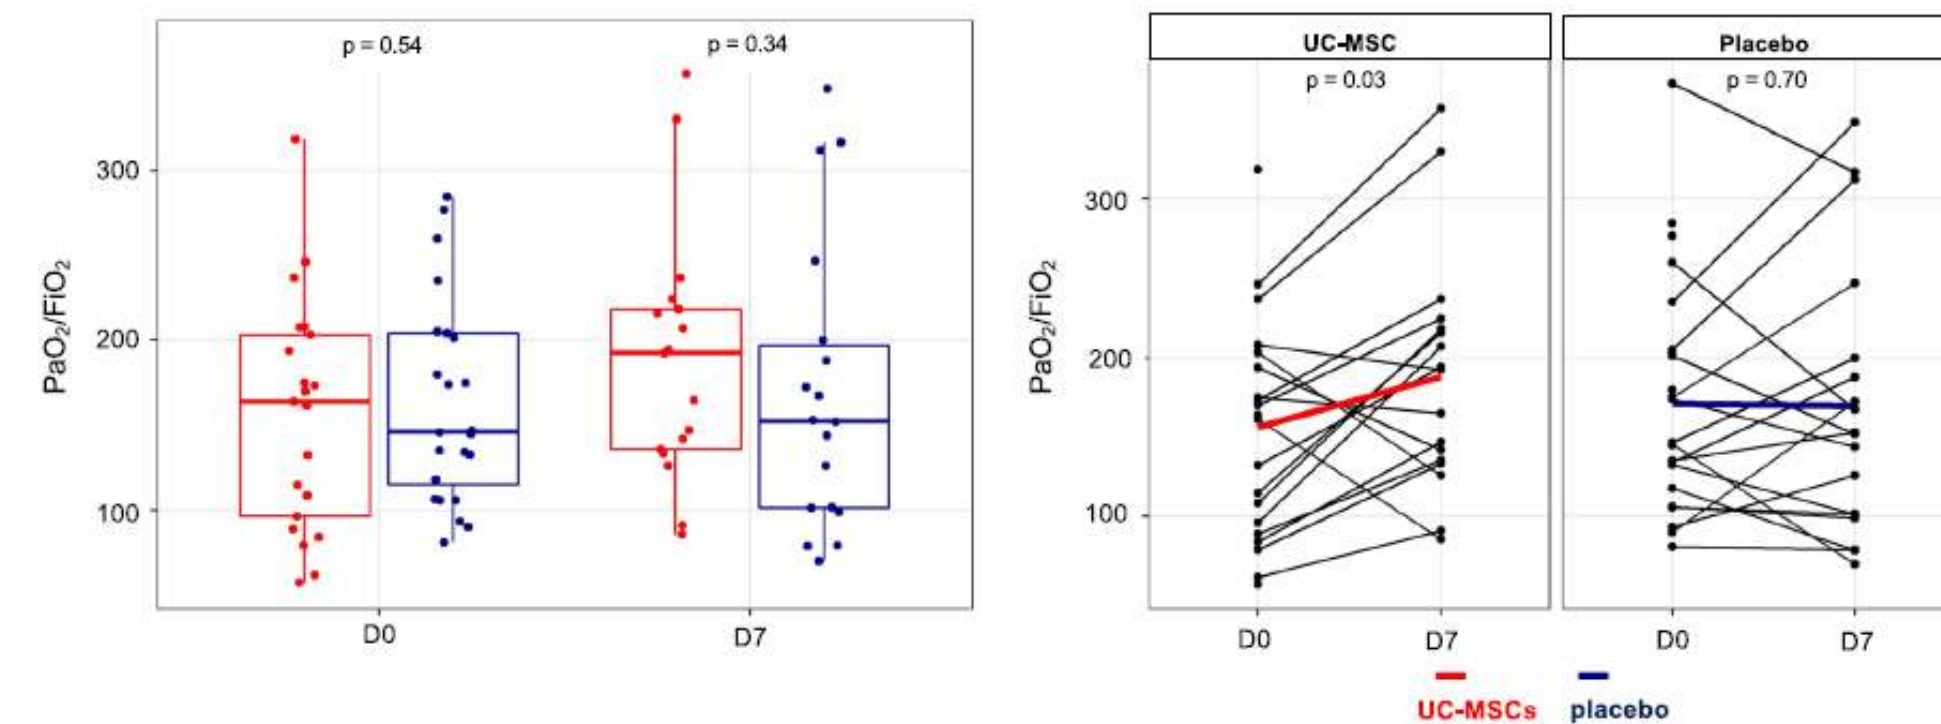 p = 0.54
p = 0.34
300
200
100
PaO₂/FiO₂
D0
D7
UC-MSC
Placebo
p = 0.03
p = 0.70
300
200
100
PaO₂/FiO₂
D0
D7
D0
D7
UC-MSCs
placebo